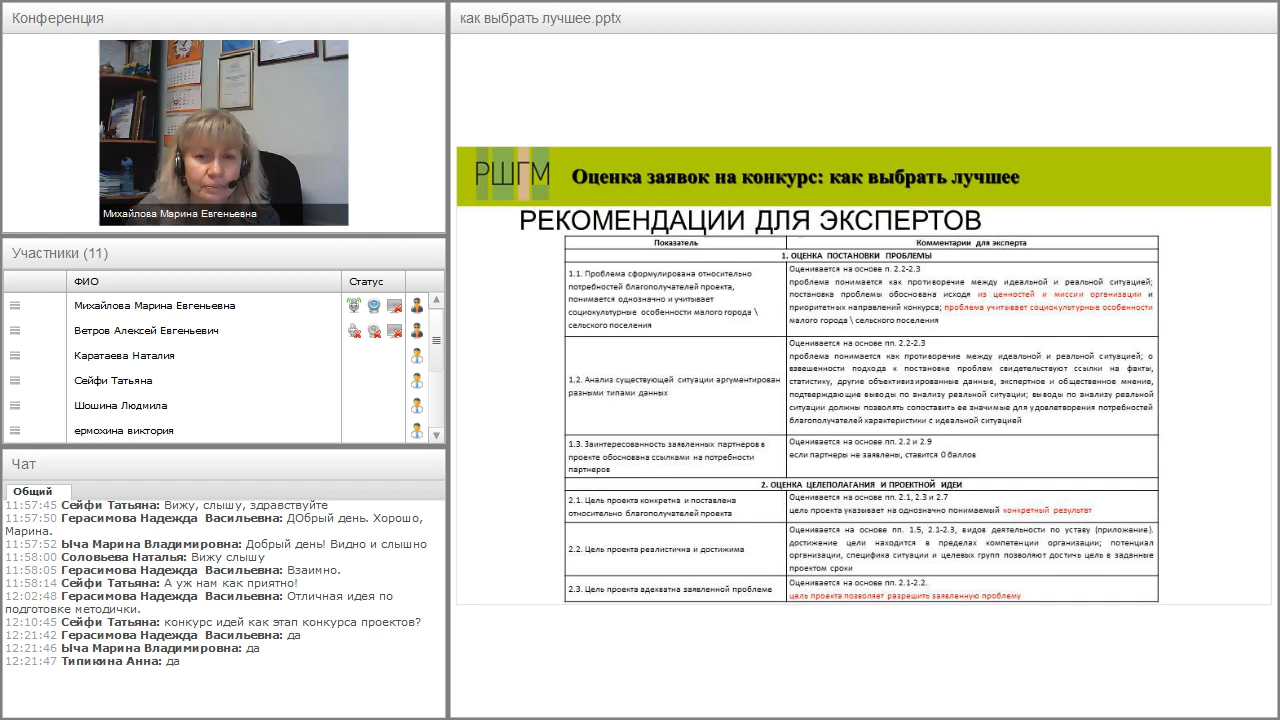 Конференция
Михайлова Марина Евгеньевна
Участники (11)
ФИО
Статус
Михайлова Марина Евгеньевна
Ветров Алексей Евгеньевич
Каратаева Наталия
Сейфи Татьяна
Шошина Людмила
ермохина виктория
Чат
Общий
11:57:45 Сейфи Татьяна: Вижу, слышу, здравствуйте
11:57:50 Герасимова Надежда Васильевна: ДОбрый день. Хорошо,
Марина.
11:57:52 Ыча Марина Владимировна: Добрый день! Видно и слышно
11:58:00 Соловьева Наталья: Вижу слышу
11:58:05 Герасимова Надежда Васильевна: Взаимно.
11:58:14 Сейфи Татьяна: А уж нам как приятно!
12:02:48 Герасимова Надежда Васильевна: Отличная идея по
подготовке методички.
12:10:45 Сейфи Татьяна: конкурс идей как этап конкурса проектов?
12:21:42 Герасимова Надежда Васильевна: да
12:21:46 Ыча Марина Владимировна: да
12:21:47 Типикина Анна: да
как выбрать лучшее.pptx
РШГМ
Оценка заявок на конкурс: как выбрать лучшее
РЕКОМЕНДАЦИИ ДЛЯ ЭКСПЕРТОВ
Показатель
Комментарии для эксперта
1. ОЦЕНКА ПОСТАНОВКИ ПРОБЛЕМЫ
1.1. Проблема сформулирована относительно
потребностей благополучателей проекта,
понимается однозначно и учитывает
социокультурные особенности малого города \
сельского поселения
Оценивается на основе п. 2.2-2.3
проблема понимается как противоречие между идеальной и реальной ситуацией;
постановка проблемы обоснована исходя из ценностей и миссии организации и
приоритетных направлений конкурса; проблема учитывает социокультурные особенности
малого города \ сельского поселения
1.2. Анализ существующей ситуации аргументирован
разными типами данных
Оценивается на основе пп. 2.2-2.3
проблема понимается как противоречие между идеальной и реальной ситуацией; о
взвешенности подхода к постановке проблем свидетельствуют ссылки на факты,
статистику, другие объективизированные данные, экспертное и общественное мнение,
подтверждающие выводы по анализу реальной ситуации; выводы по анализу реальной
ситуации должны позволять сопоставить ее значимые для удовлетворения потребностей
благополучателей характеристики с идеальной ситуацией
1.3. Заинтересованность заявленных партнеров в
проекте обоснована ссылками на потребности
партнеров
Оценивается на основе пп. 2.2 и 2.9
если партнеры не заявлены, ставится 0 баллов
2. ОЦЕНКА ЦЕЛЕПОЛАГАНИЯ И ПРОЕКТНОЙ ИДЕИ
2.1. Цель проекта конкретна и поставлена
относительно благополучателей проекта
Оценивается на основе пп. 2.1, 2.3 и 2.7
цель проекта указывает на однозначно понимаемый конкретный результат
2.2. Цель проекта реалистична и достижима
Оценивается на основе пп. 1.5, 2.1-2.3, видов деятельности по уставу (приложение).
достижение цели находится в пределах компетенции организации; потенциал
организации, специфика ситуации и целевых групп позволяют достичь цель в заданные
проектом сроки
2.3. Цель проекта адекватна заявленной проблеме
Оценивается на основе пп. 2.1-2.2.
цель проекта позволяет разрешить заявленную проблему